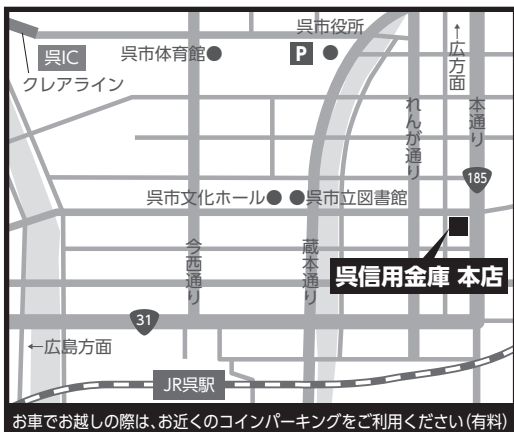 呉市役所
呉IC
呉市体育館●
P ●
クレアライン
↑広方面
れんが通り
本通り
185
呉市文化ホール● ●呉市立図書館
今西通り
蔵本通り
呉信用金庫 本店
31
←広島方面
JR呉駅
お車でお越しの際は、お近くのコインパーキングをご利用ください(有料)